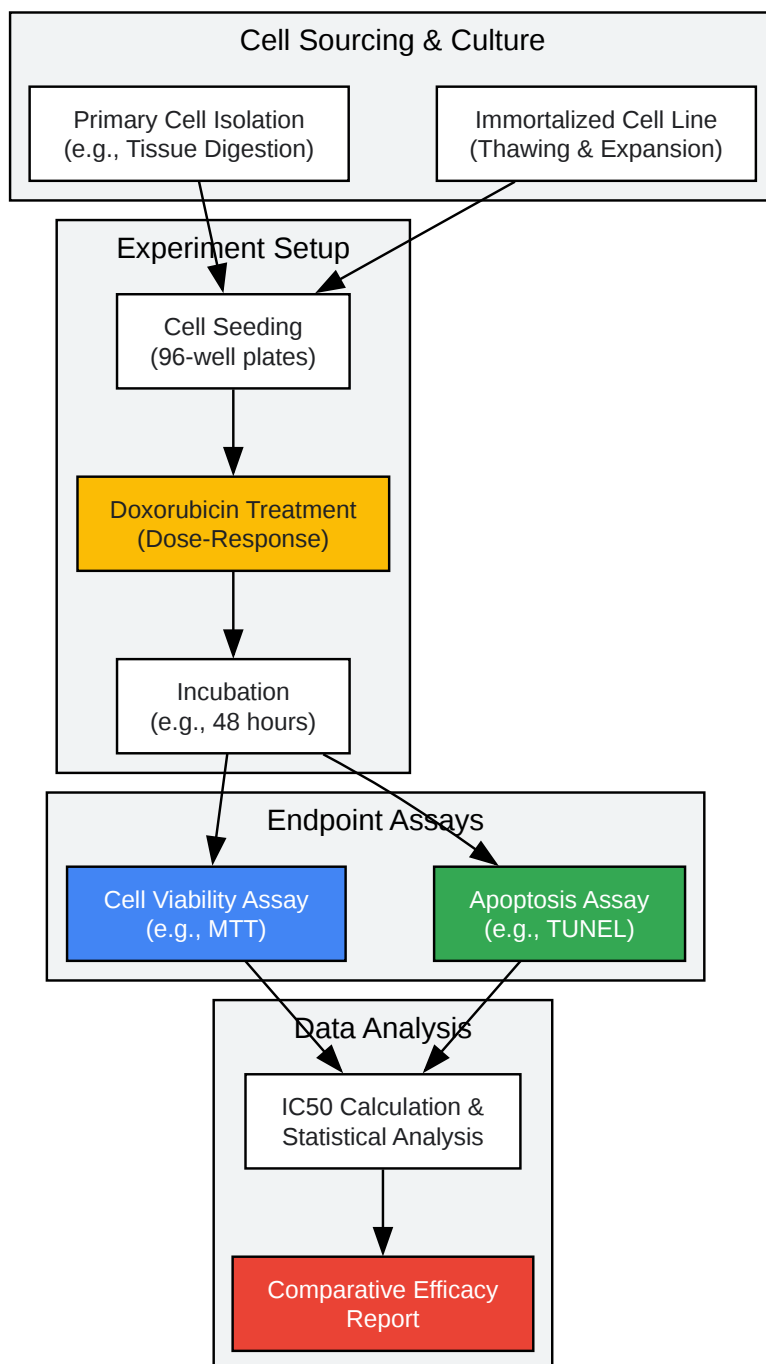 Cell Sourcing & Culture
Primary Cell Isolation
(e.g., Tissue Digestion)
Immortalized Cell Line
(Thawing & Expansion)
Experiment Setup
Cell Seeding
(96-well plates)
Doxorubicin Treatment
(Dose-Response)
Incubation
(e.g., 48 hours)
Endpoint Assays
Cell Viability Assay
(e.g., MTT)
Apoptosis Assay
(e.g., TUNEL)
Data Analysis
IC50 Calculation &
Statistical Analysis
Comparative Efficacy
Report